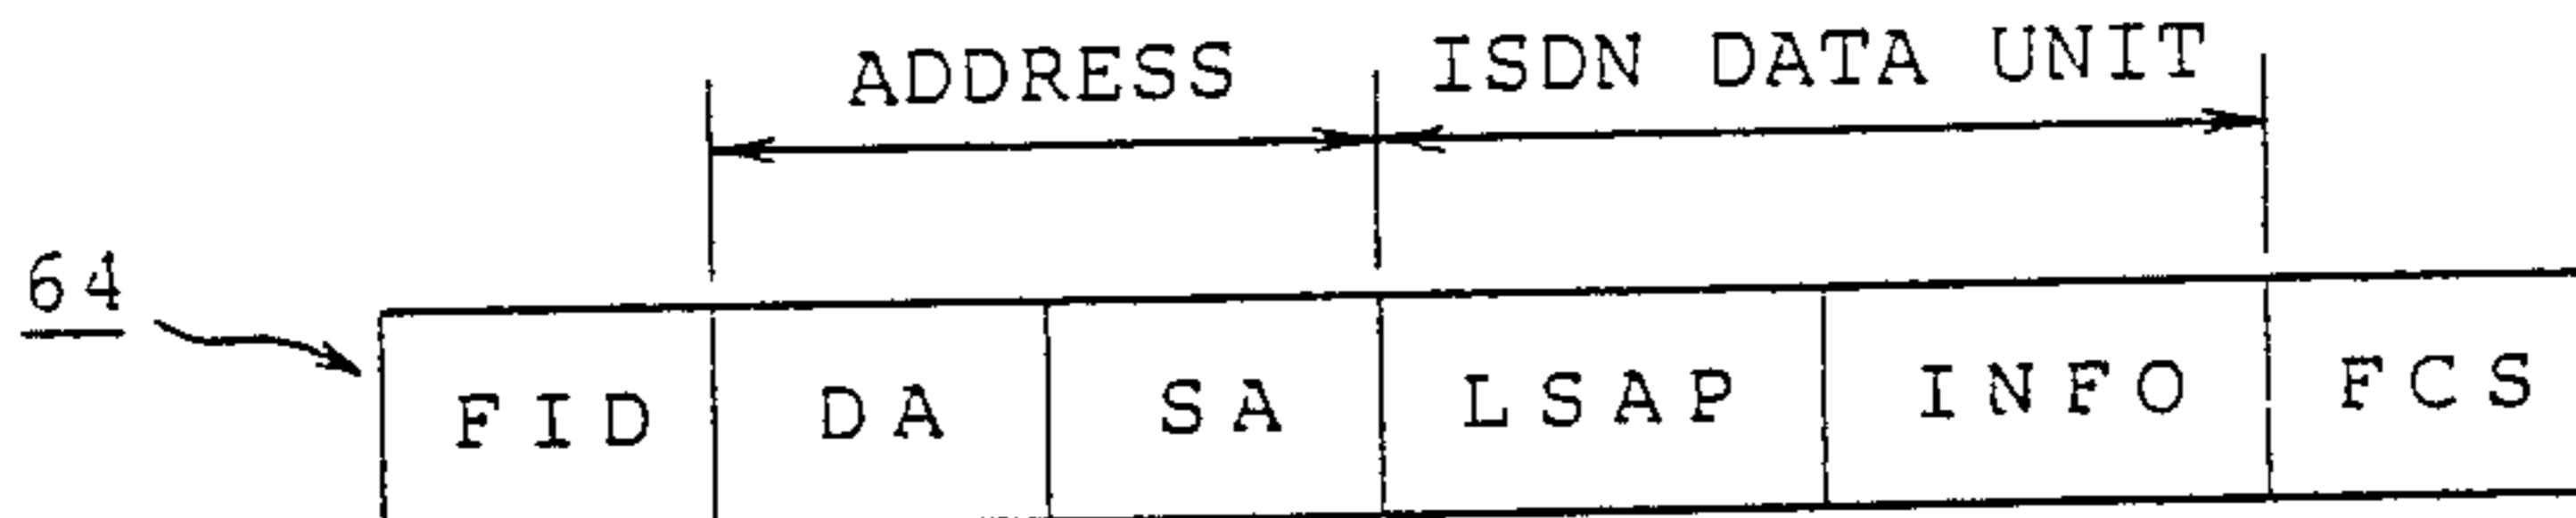 ADDRESS ISDN DATA UNIT
64
FID DA SA LSAP INFO FCS